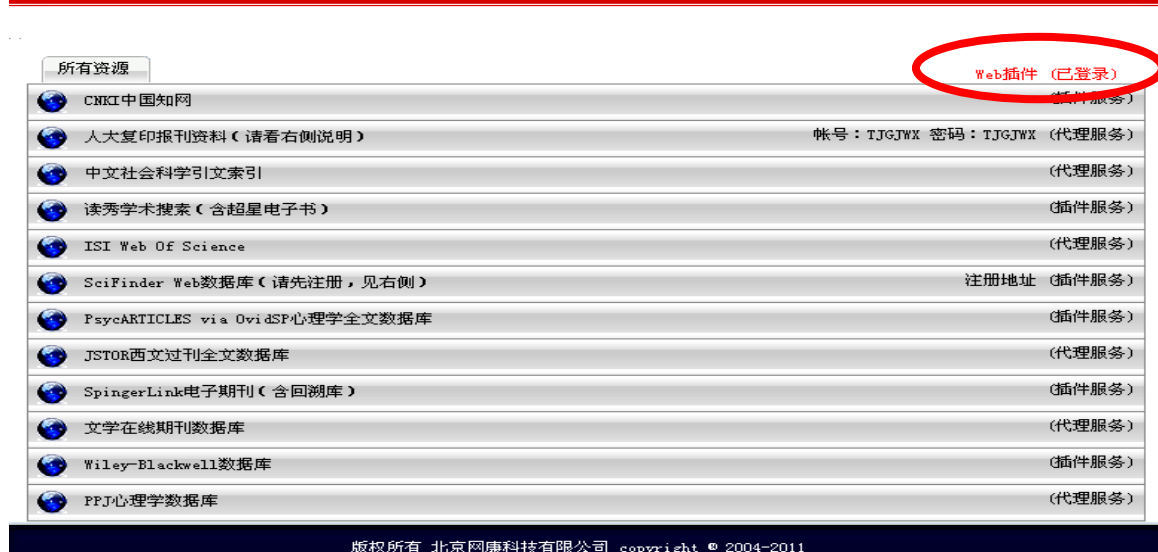 所有资源
Web插件 (已登录)
CNKI中国知网 (插件服务)
人大复印报刊资料(请看右侧说明) 帐号:TJGJWX 密码:TJGJWX (代理服务)
中文社会科学引文索引 (代理服务)
读秀学术搜索(含超星电子书) (插件服务)
ISI Web Of Science (代理服务)
SciFinder Web数据库(请先注册,见右侧) 注册地址 (插件服务)
PsycARTICLES via OvidSP心理学全文数据库 (插件服务)
JSTOR西文过刊全文数据库 (代理服务)
SpingerLink电子期刊(含回溯库) (插件服务)
文学在线期刊数据库 (代理服务)
Wiley-Blackwell数据库 (插件服务)
PPJ心理学数据库 (代理服务)
版权所有 北京网康科技有限公司 copyright © 2004-2011